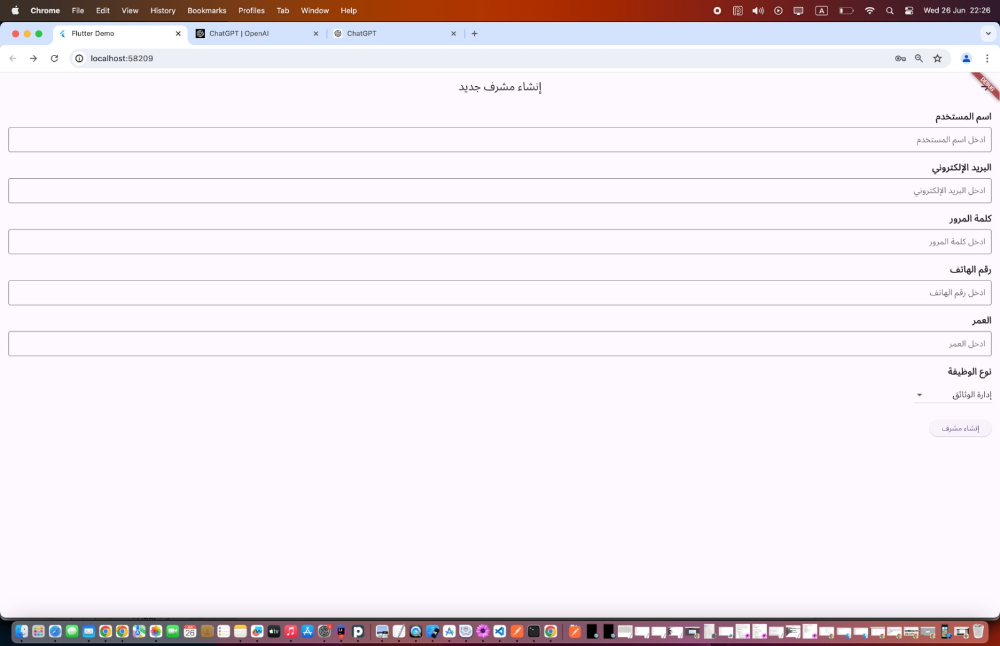 Chrome File Edit View History Bookmarks Profiles Tab Window Help
A
Wed 26 Jun 22:26
Flutter Demo
ChatGPT | OpenAI
ChatGPT
localhost:58209
DEBUG
إنشاء مشرف جديد
اسم المستخدم
ادخل اسم المستخدم
البريد الإلكتروني
ادخل البريد الإلكتروني
كلمة المرور
ادخل كلمة المرور
رقم الهاتف
ادخل رقم الهاتف
العمر
ادخل العمر
نوع الوظيفة
إدارة الوثائق
إنشاء مشرف
26
tv